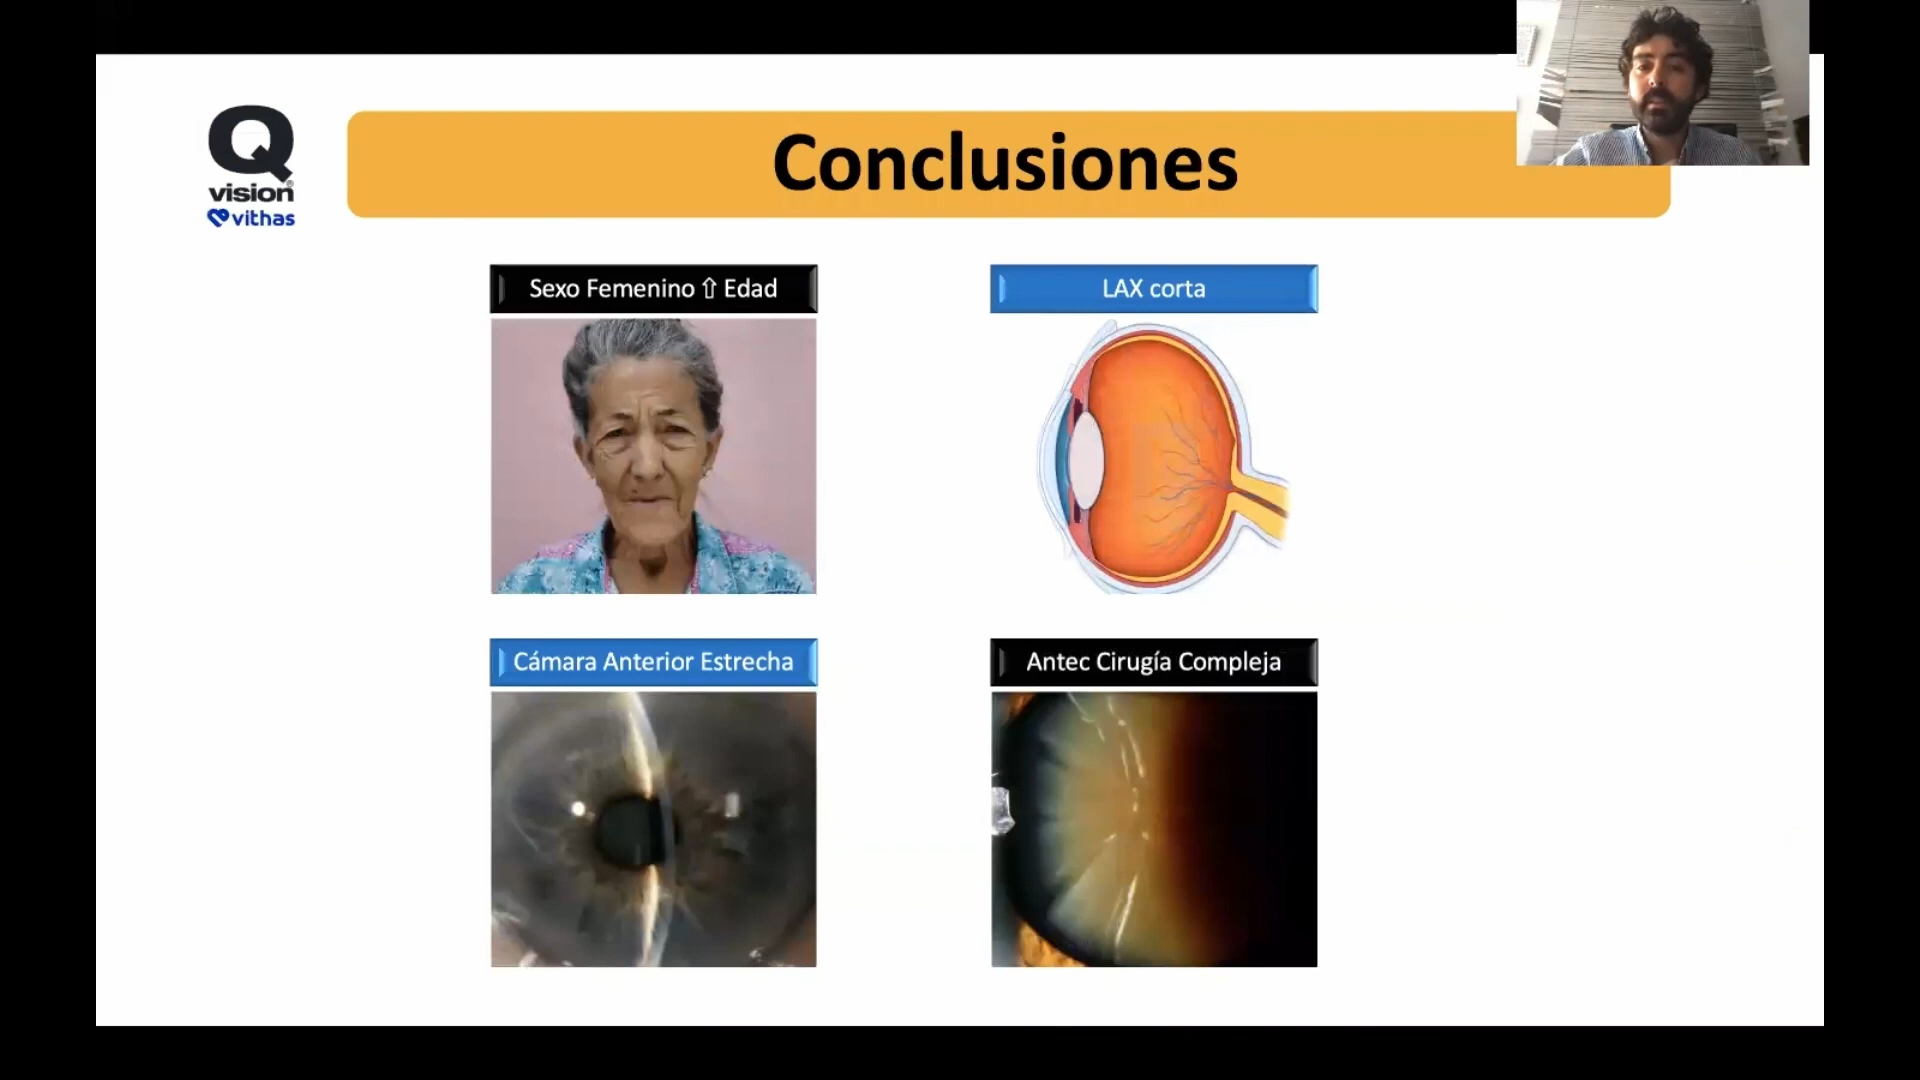 Q
vision®
vithas
Conclusiones
Sexo Femenino ⇧ Edad
LAX corta
Cámara Anterior Estrecha
Antec Cirugía Compleja